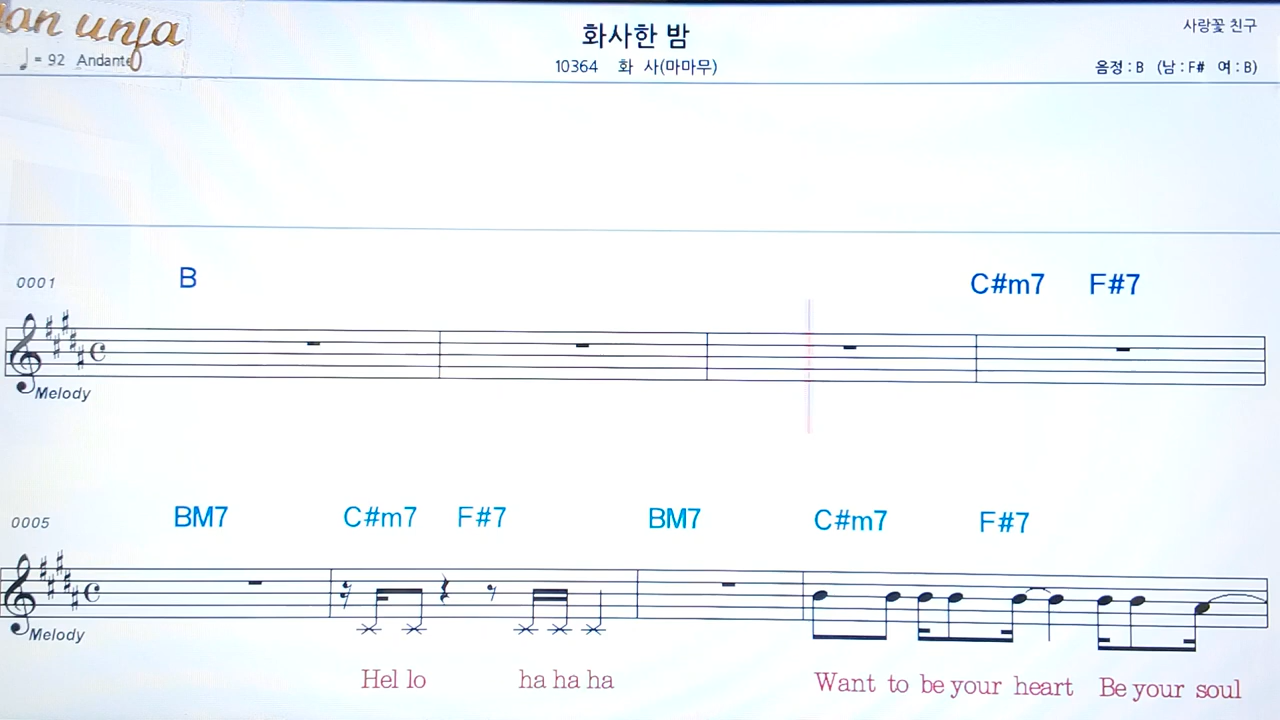 an unja
화사한 밤
사랑꽃 친구
♩ = 92 Andante
10364 화 사(마마무)
음정 : B (남 : F# 여 : B)
0001 B C#m7 F#7
Melody
0005 BM7 C#m7 F#7 BM7 C#m7 F#7
Melody
Hel lo ha ha ha Want to be your heart Be your soul